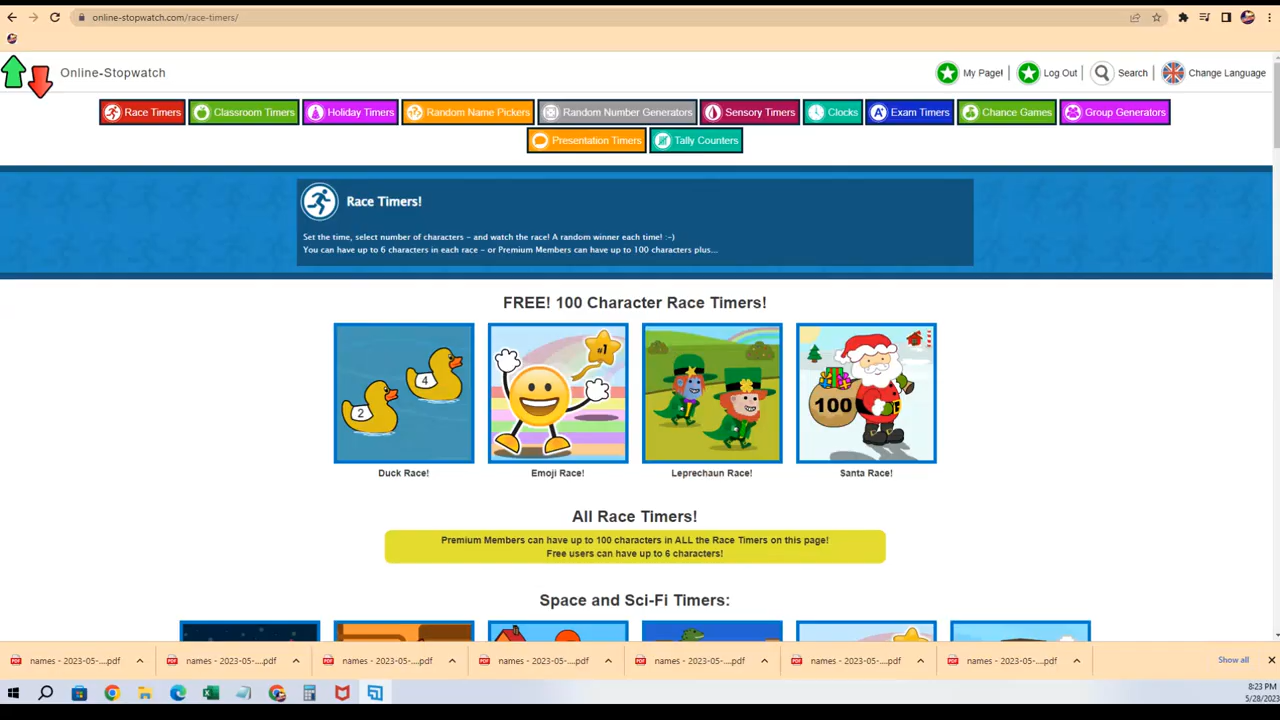 online-stopwatch.com/race-timers/
Online-Stopwatch
My Page!
Log Out
Search
Change Language
Race Timers
Classroom Timers
Holiday Timers
Random Name Pickers
Random Number Generators
Sensory Timers
Clocks
Exam Timers
Chance Games
Group Generators
Presentation Timers
Tally Counters
Race Timers!
Set the time, select number of characters - and watch the race! A random winner each time! :-)
You can have up to 6 characters in each race - or Premium Members can have up to 100 characters plus...
FREE! 100 Character Race Timers!
2
4
#1
100
Duck Race!
Emoji Race!
Leprechaun Race!
Santa Race!
All Race Timers!
Premium Members can have up to 100 characters in ALL the Race Timers on this page!
Free users can have up to 6 characters!
Space and Sci-Fi Timers:
names - 2023-05-....pdf
names - 2023-05-....pdf
names - 2023-05-....pdf
names - 2023-05-....pdf
names - 2023-05-....pdf
names - 2023-05-....pdf
names - 2023-05-....pdf
Show all
8:23 PM
5/28/2023